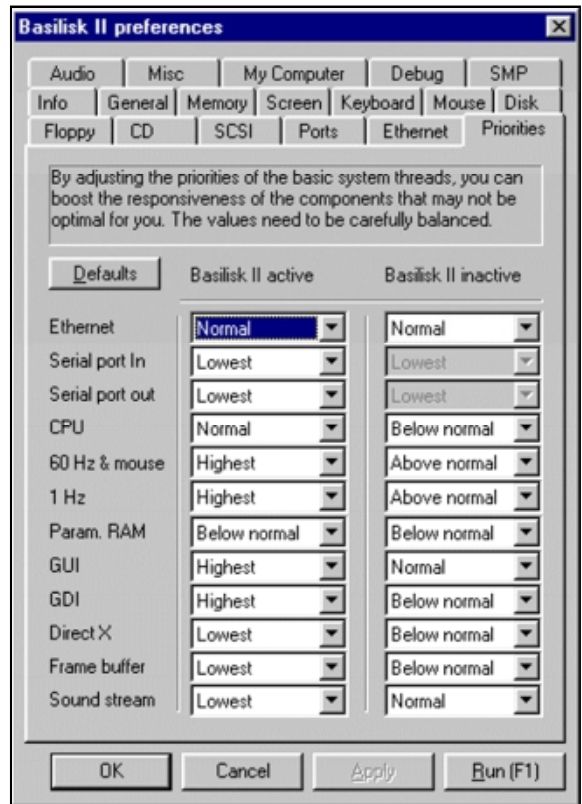 Basilisk II preferences
Audio Misc My Computer Debug SMP
Info General Memory Screen Keyboard Mouse Disk
Floppy CD SCSI Ports Ethernet Priorities
By adjusting the priorities of the basic system threads, you can
boost the responsiveness of the components that may not be
optimal for you. The values need to be carefully balanced.
Defaults Basilisk II active Basilisk II inactive
Ethernet Normal Normal
Serial port In Lowest Lowest
Serial port out Lowest Lowest
CPU Normal Below normal
60 Hz & mouse Highest Above normal
1 Hz Highest Above normal
Param. RAM Below normal Below normal
GUI Highest Normal
GDI Highest Below normal
Direct X Lowest Below normal
Frame buffer Lowest Below normal
Sound stream Lowest Normal
OK Cancel Apply Run (F1)